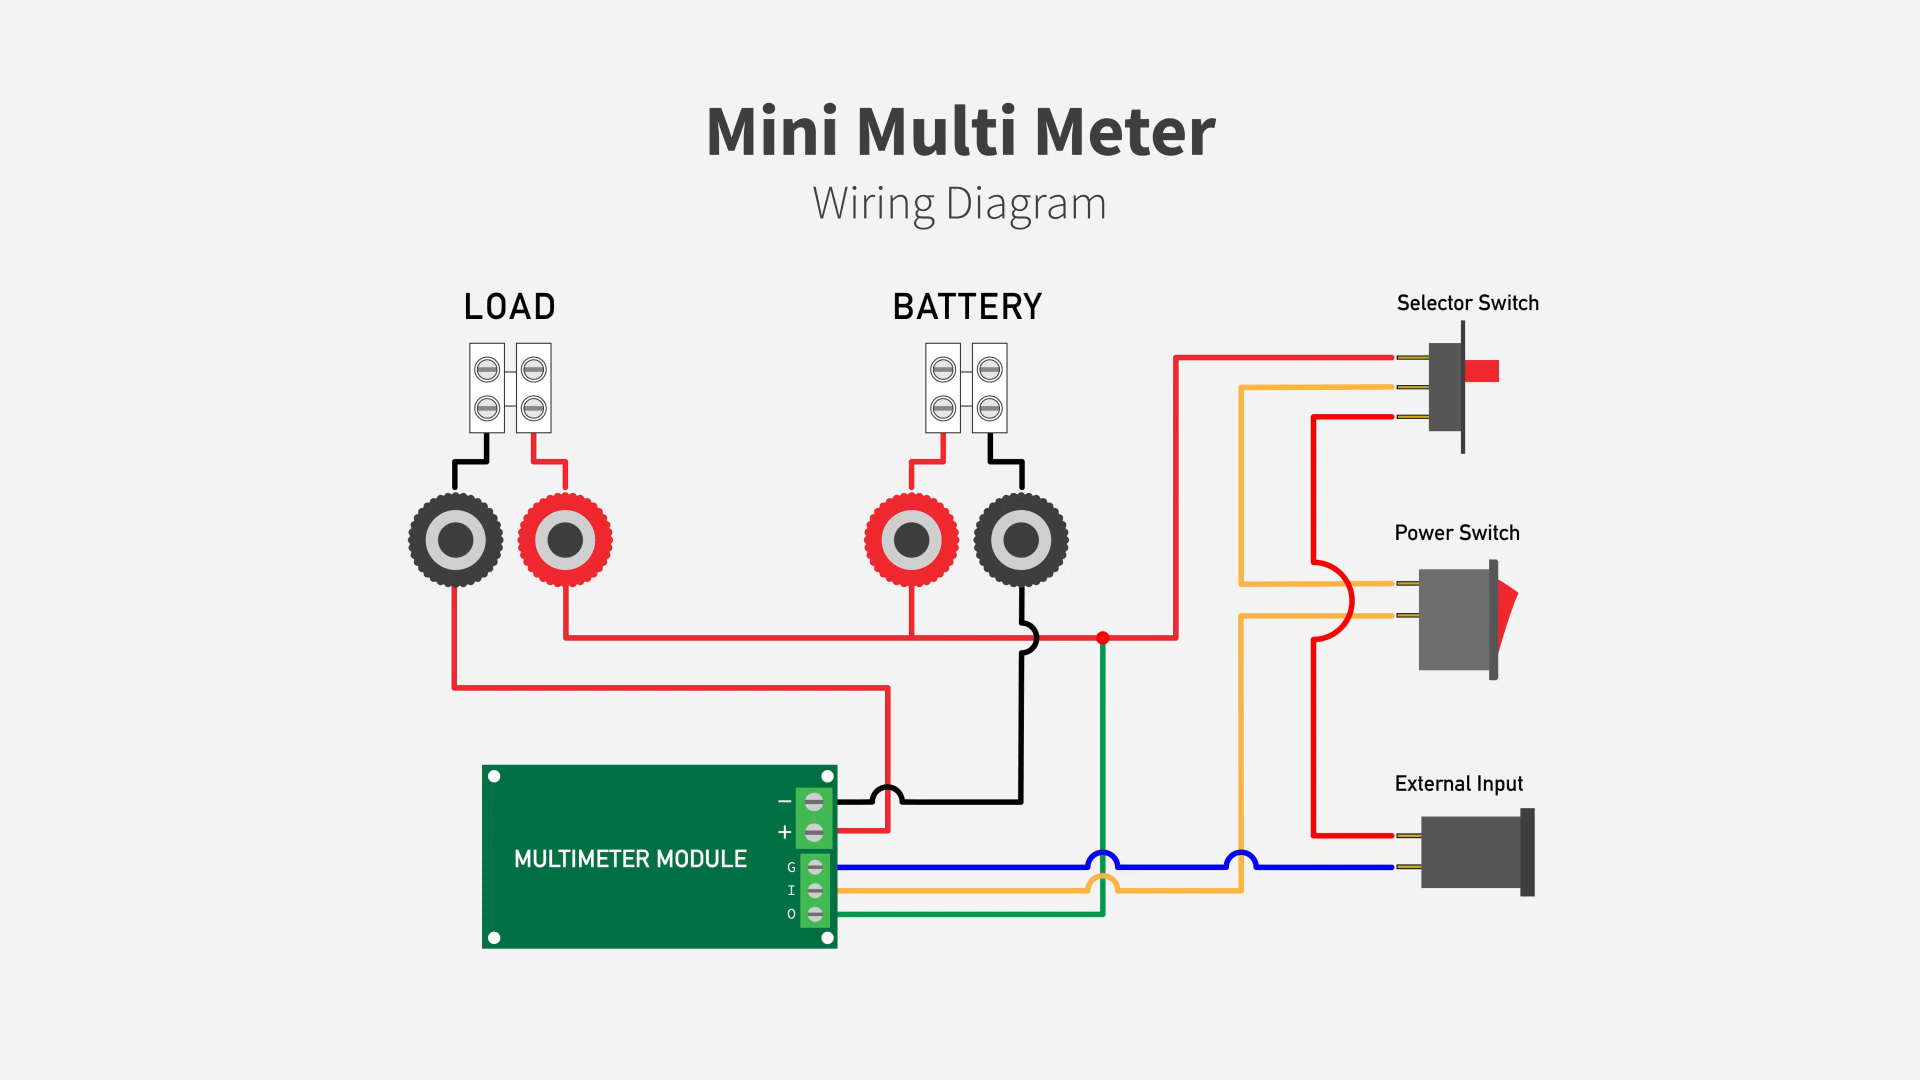 Mini Multi Meter
Wiring Diagram
LOAD
BATTERY
Selector Switch
Power Switch
External Input
MULTIMETER MODULE
−
+
G
I
O